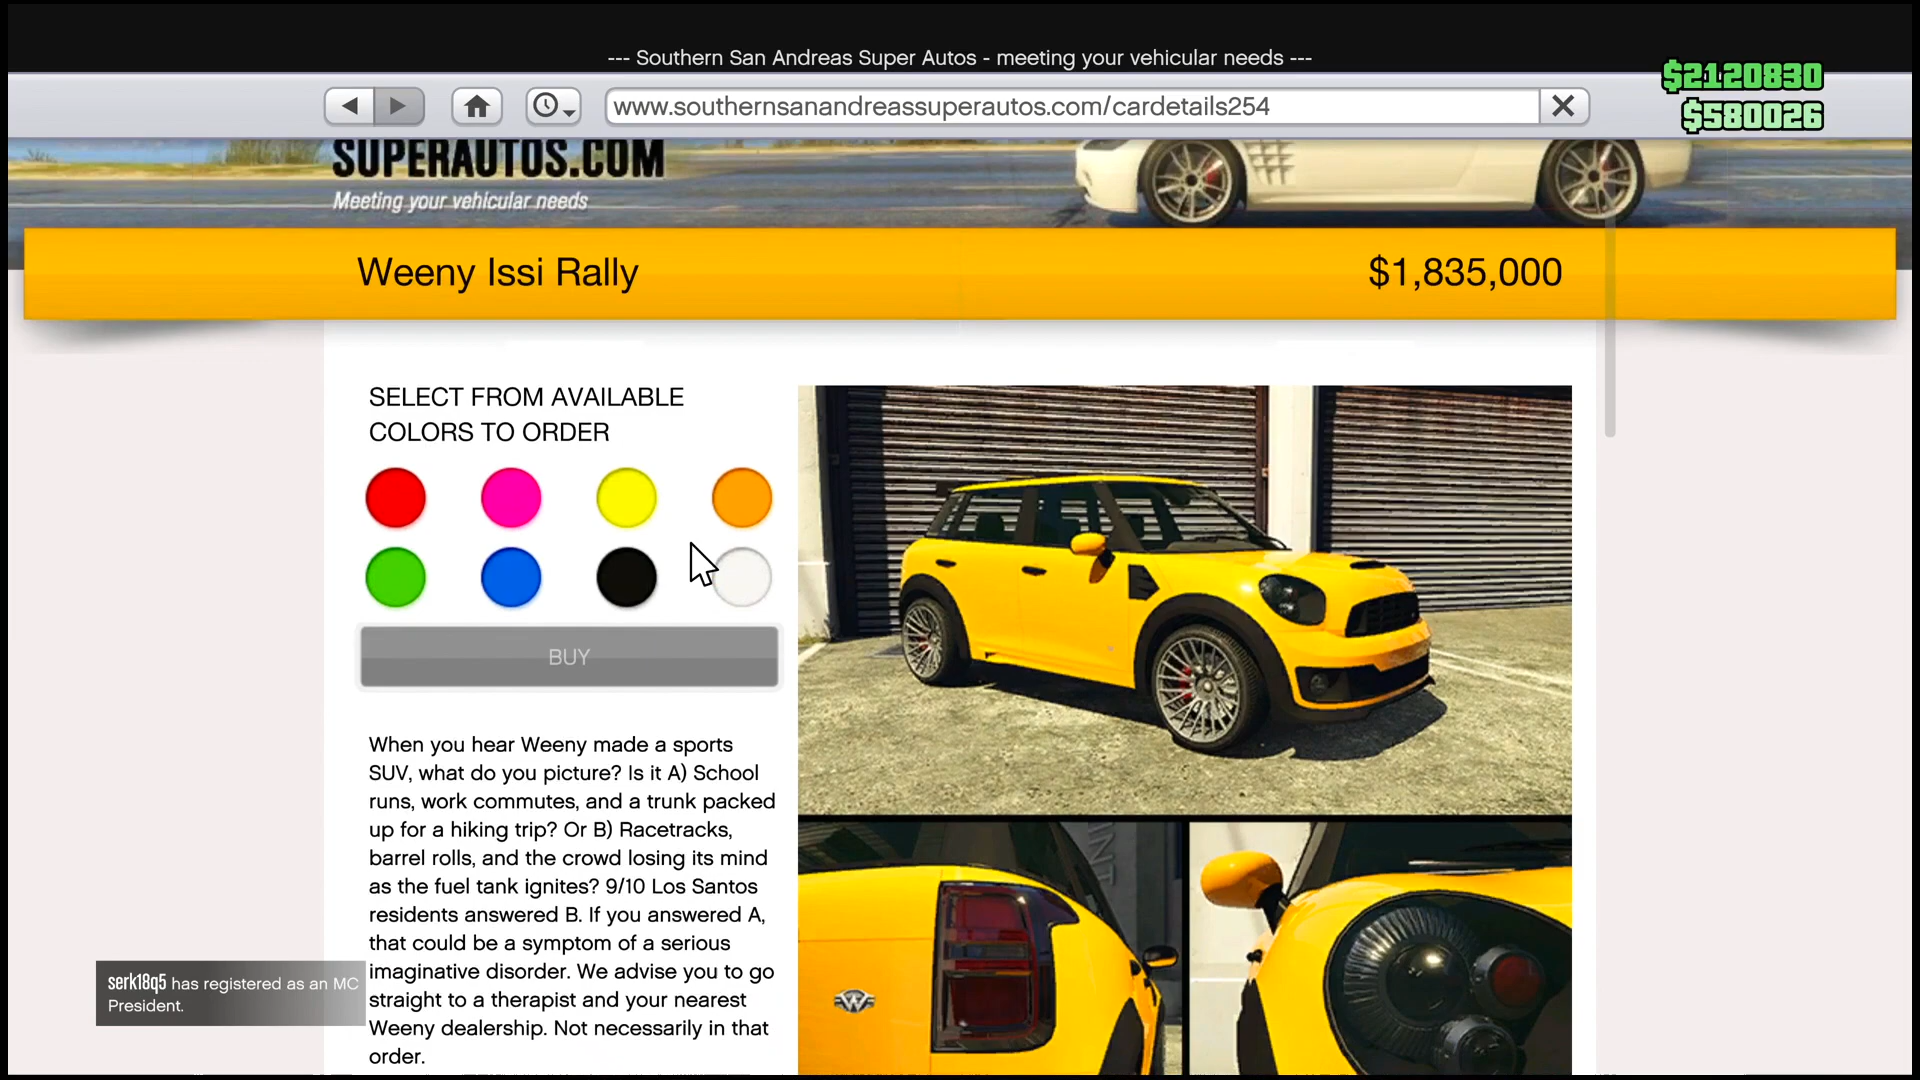 --- Southern San Andreas Super Autos - meeting your vehicular needs ---
$2120830
www.southernsanandreassuperautos.com/cardetails254
$580026
SUPERAUTOS.COM
Meeting your vehicular needs
Weeny Issi Rally
$1,835,000
SELECT FROM AVAILABLE
COLORS TO ORDER
BUY
When you hear Weeny made a sports
SUV, what do you picture? Is it A) School
runs, work commutes, and a trunk packed
up for a hiking trip? Or B) Racetracks,
barrel rolls, and the crowd losing its mind
as the fuel tank ignites? 9/10 Los Santos
residents answered B. If you answered A,
that could be a symptom of a serious
imaginative disorder. We advise you to go
straight to a therapist and your nearest
Weeny dealership. Not necessarily in that
order.
serk18q5 has registered as an MC
President.
W